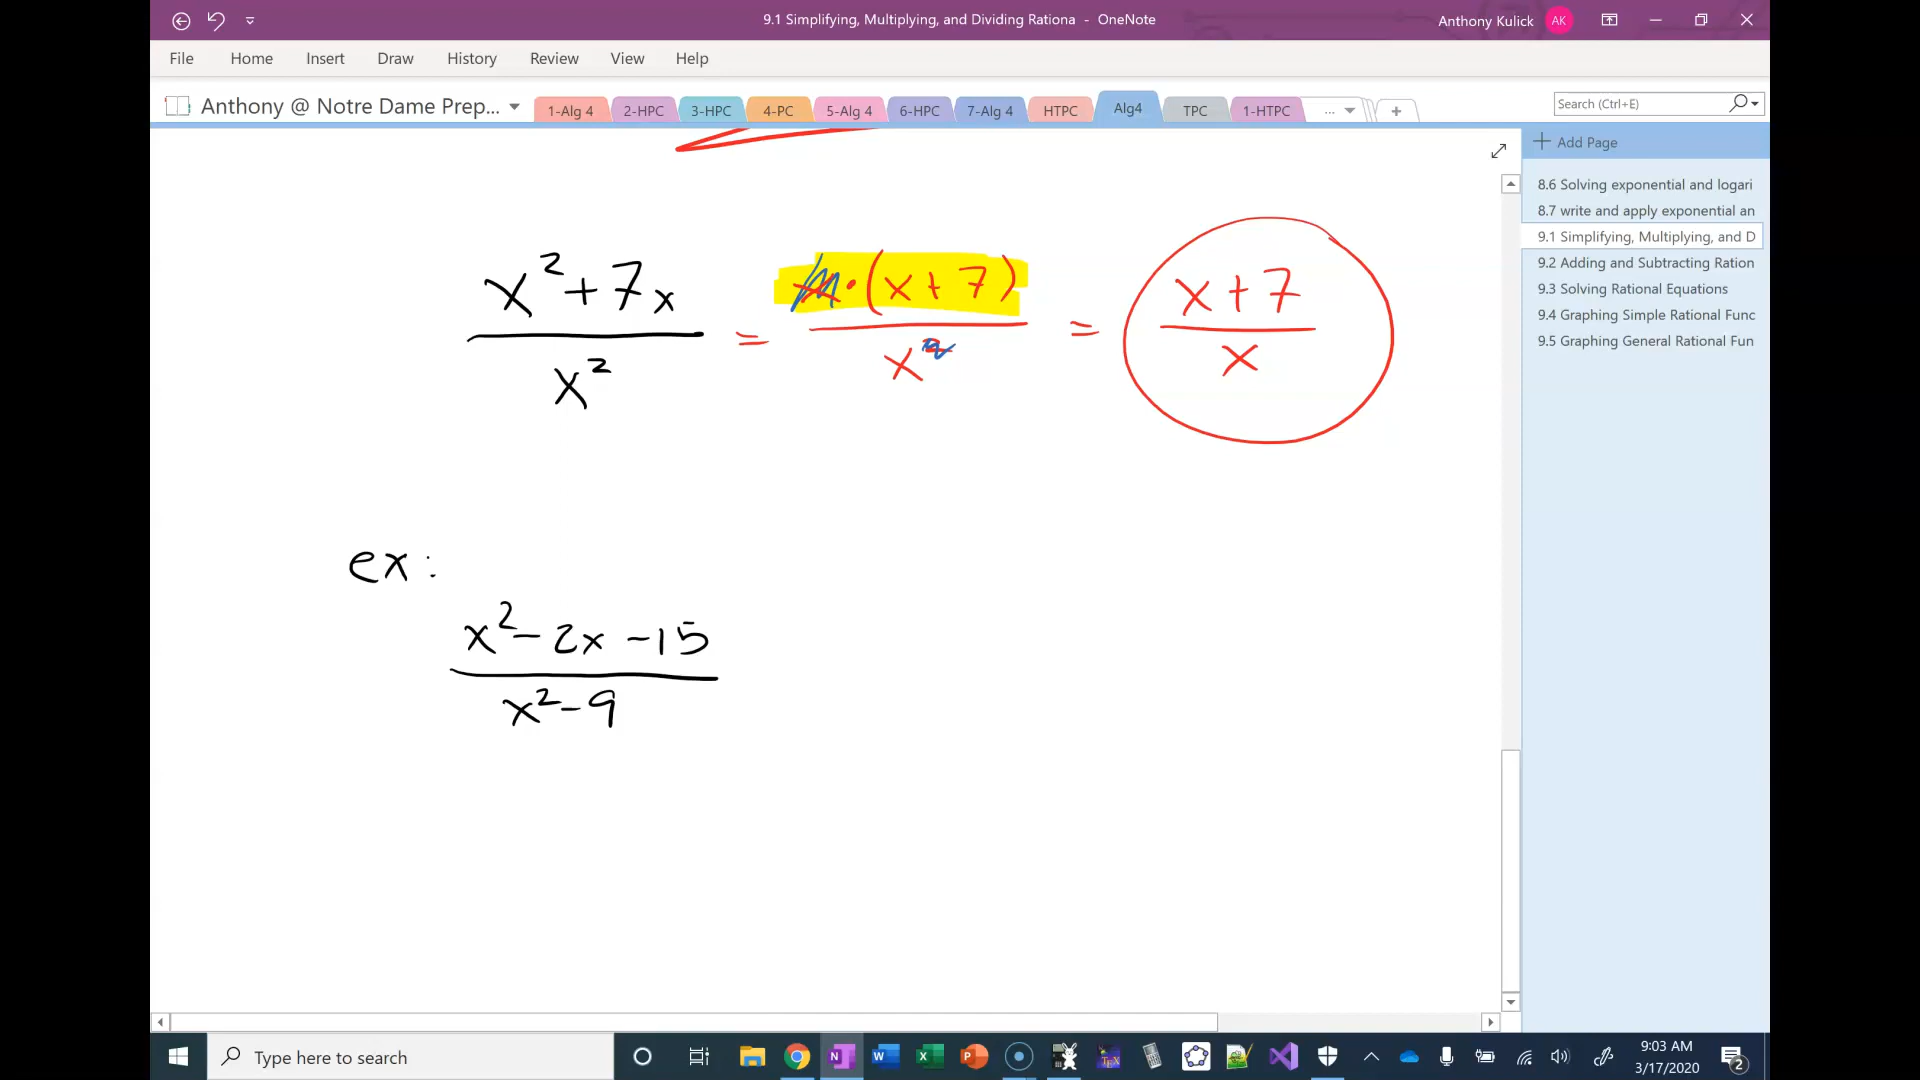 9.1 Simplifying, Multiplying, and Dividing Rationa - OneNote
Anthony Kulick AK
File Home Insert Draw History Review View Help
Anthony @ Notre Dame Prep...
1-Alg 4 2-HPC 3-HPC 4-PC 5-Alg 4 6-HPC 7-Alg 4 HTPC Alg4 TPC 1-HTPC ... +
Search (Ctrl+E)
Add Page
8.6 Solving exponential and logari
8.7 write and apply exponential an
9.1 Simplifying, Multiplying, and D
9.2 Adding and Subtracting Ration
9.3 Solving Rational Equations
9.4 Graphing Simple Rational Func
9.5 Graphing General Rational Fun
x² + 7x / x² = x · (x + 7) / x² = x + 7 / x
ex:
x² - 2x - 15
x² - 9
Type here to search
9:03 AM
3/17/2020
2